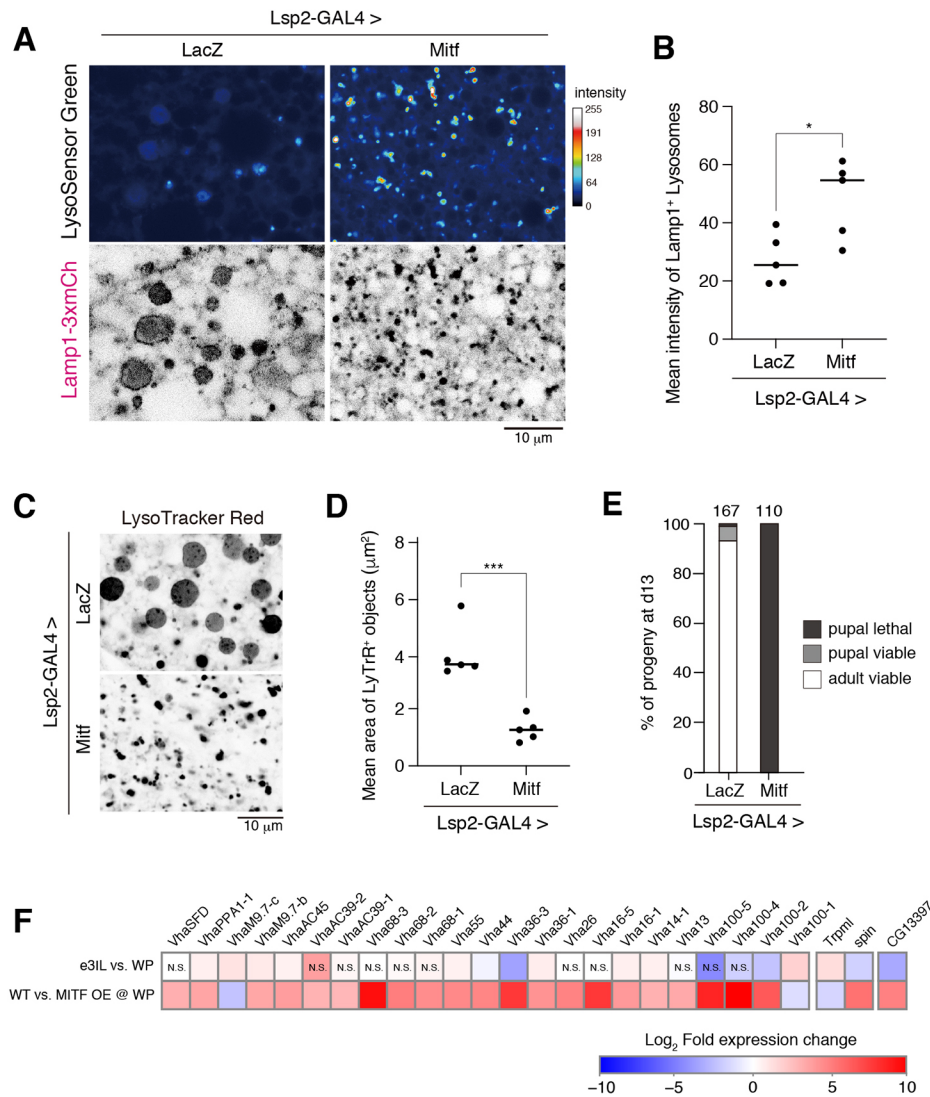 Lsp2-GAL4 >
A
LacZ
Mitf
LysoSensor Green
Lamp1-3xmCh
intensity
255
191
128
64
0
10 μm
B
Mean intensity of Lamp1⁺ Lysosomes
80
60
40
20
0
*
LacZ
Mitf
Lsp2-GAL4 >
C
LysoTracker Red
Lsp2-GAL4 >
LacZ
Mitf
10 μm
D
Mean area of LyTrR⁺ objects (μm²)
8
6
4
2
0
***
LacZ
Mitf
Lsp2-GAL4 >
E
% of progeny at d13
167 110
100
80
60
40
20
0
LacZ
Mitf
Lsp2-GAL4 >
pupal lethal
pupal viable
adult viable
F
VhaSFD
VhaPPA1-1
VhaM9.7-c
VhaM9.7-b
VhaAC45
VhaAC39-2
VhaAC39-1
Vha68-3
Vha68-2
Vha68-1
Vha55
Vha44
Vha36-3
Vha36-1
Vha26
Vha16-5
Vha16-1
Vha14-1
Vha13
Vha100-5
Vha100-4
Vha100-2
Vha100-1
Trpml
spin
CG13397
e3IL vs. WP
N.S. N.S. N.S. N.S. N.S. N.S. N.S. N.S. N.S. N.S. N.S.
WT vs. MITF OE @ WP
Log₂ Fold expression change
−10 −5 0 5 10